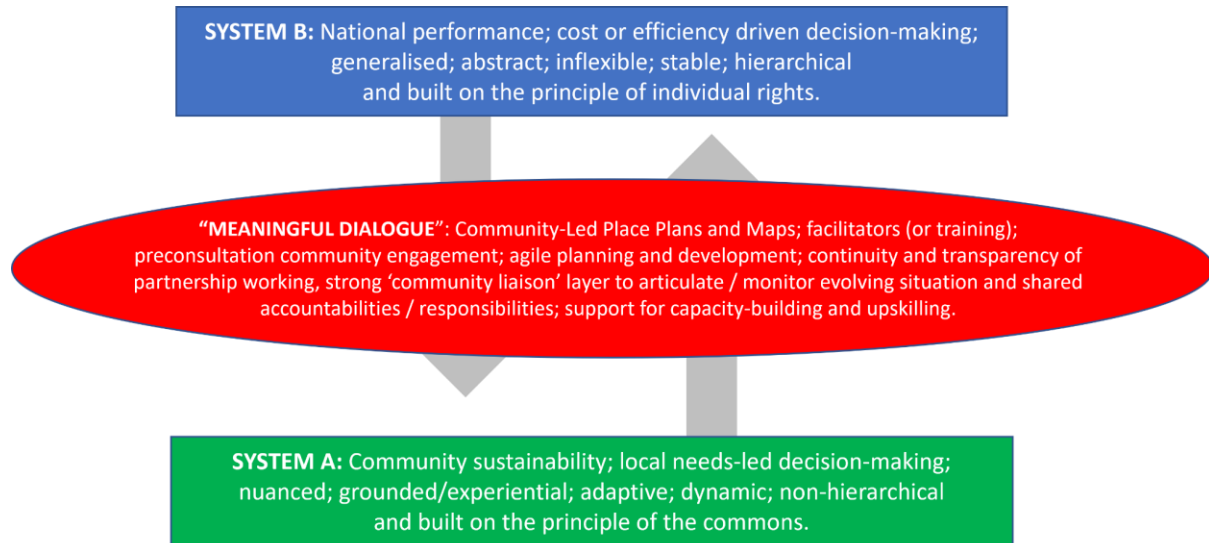 SYSTEM B: National performance; cost or efficiency driven decision-making;
generalised; abstract; inflexible; stable; hierarchical
and built on the principle of individual rights.
“MEANINGFUL DIALOGUE”: Community-Led Place Plans and Maps; facilitators (or training);
preconsultation community engagement; agile planning and development; continuity and transparency of
partnership working, strong ‘community liaison’ layer to articulate / monitor evolving situation and shared
accountabilities / responsibilities; support for capacity-building and upskilling.
SYSTEM A: Community sustainability; local needs-led decision-making;
nuanced; grounded/experiential; adaptive; dynamic; non-hierarchical
and built on the principle of the commons.